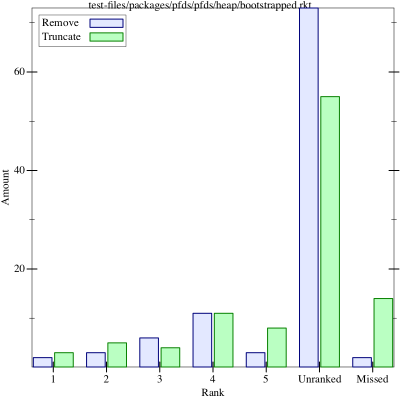 test-files/packages/pfds/pfds/heap/bootstrapped.rkt
Remove
Truncate
60
40
20
Amount
1 2 3 4 5 Unranked Missed
Rank